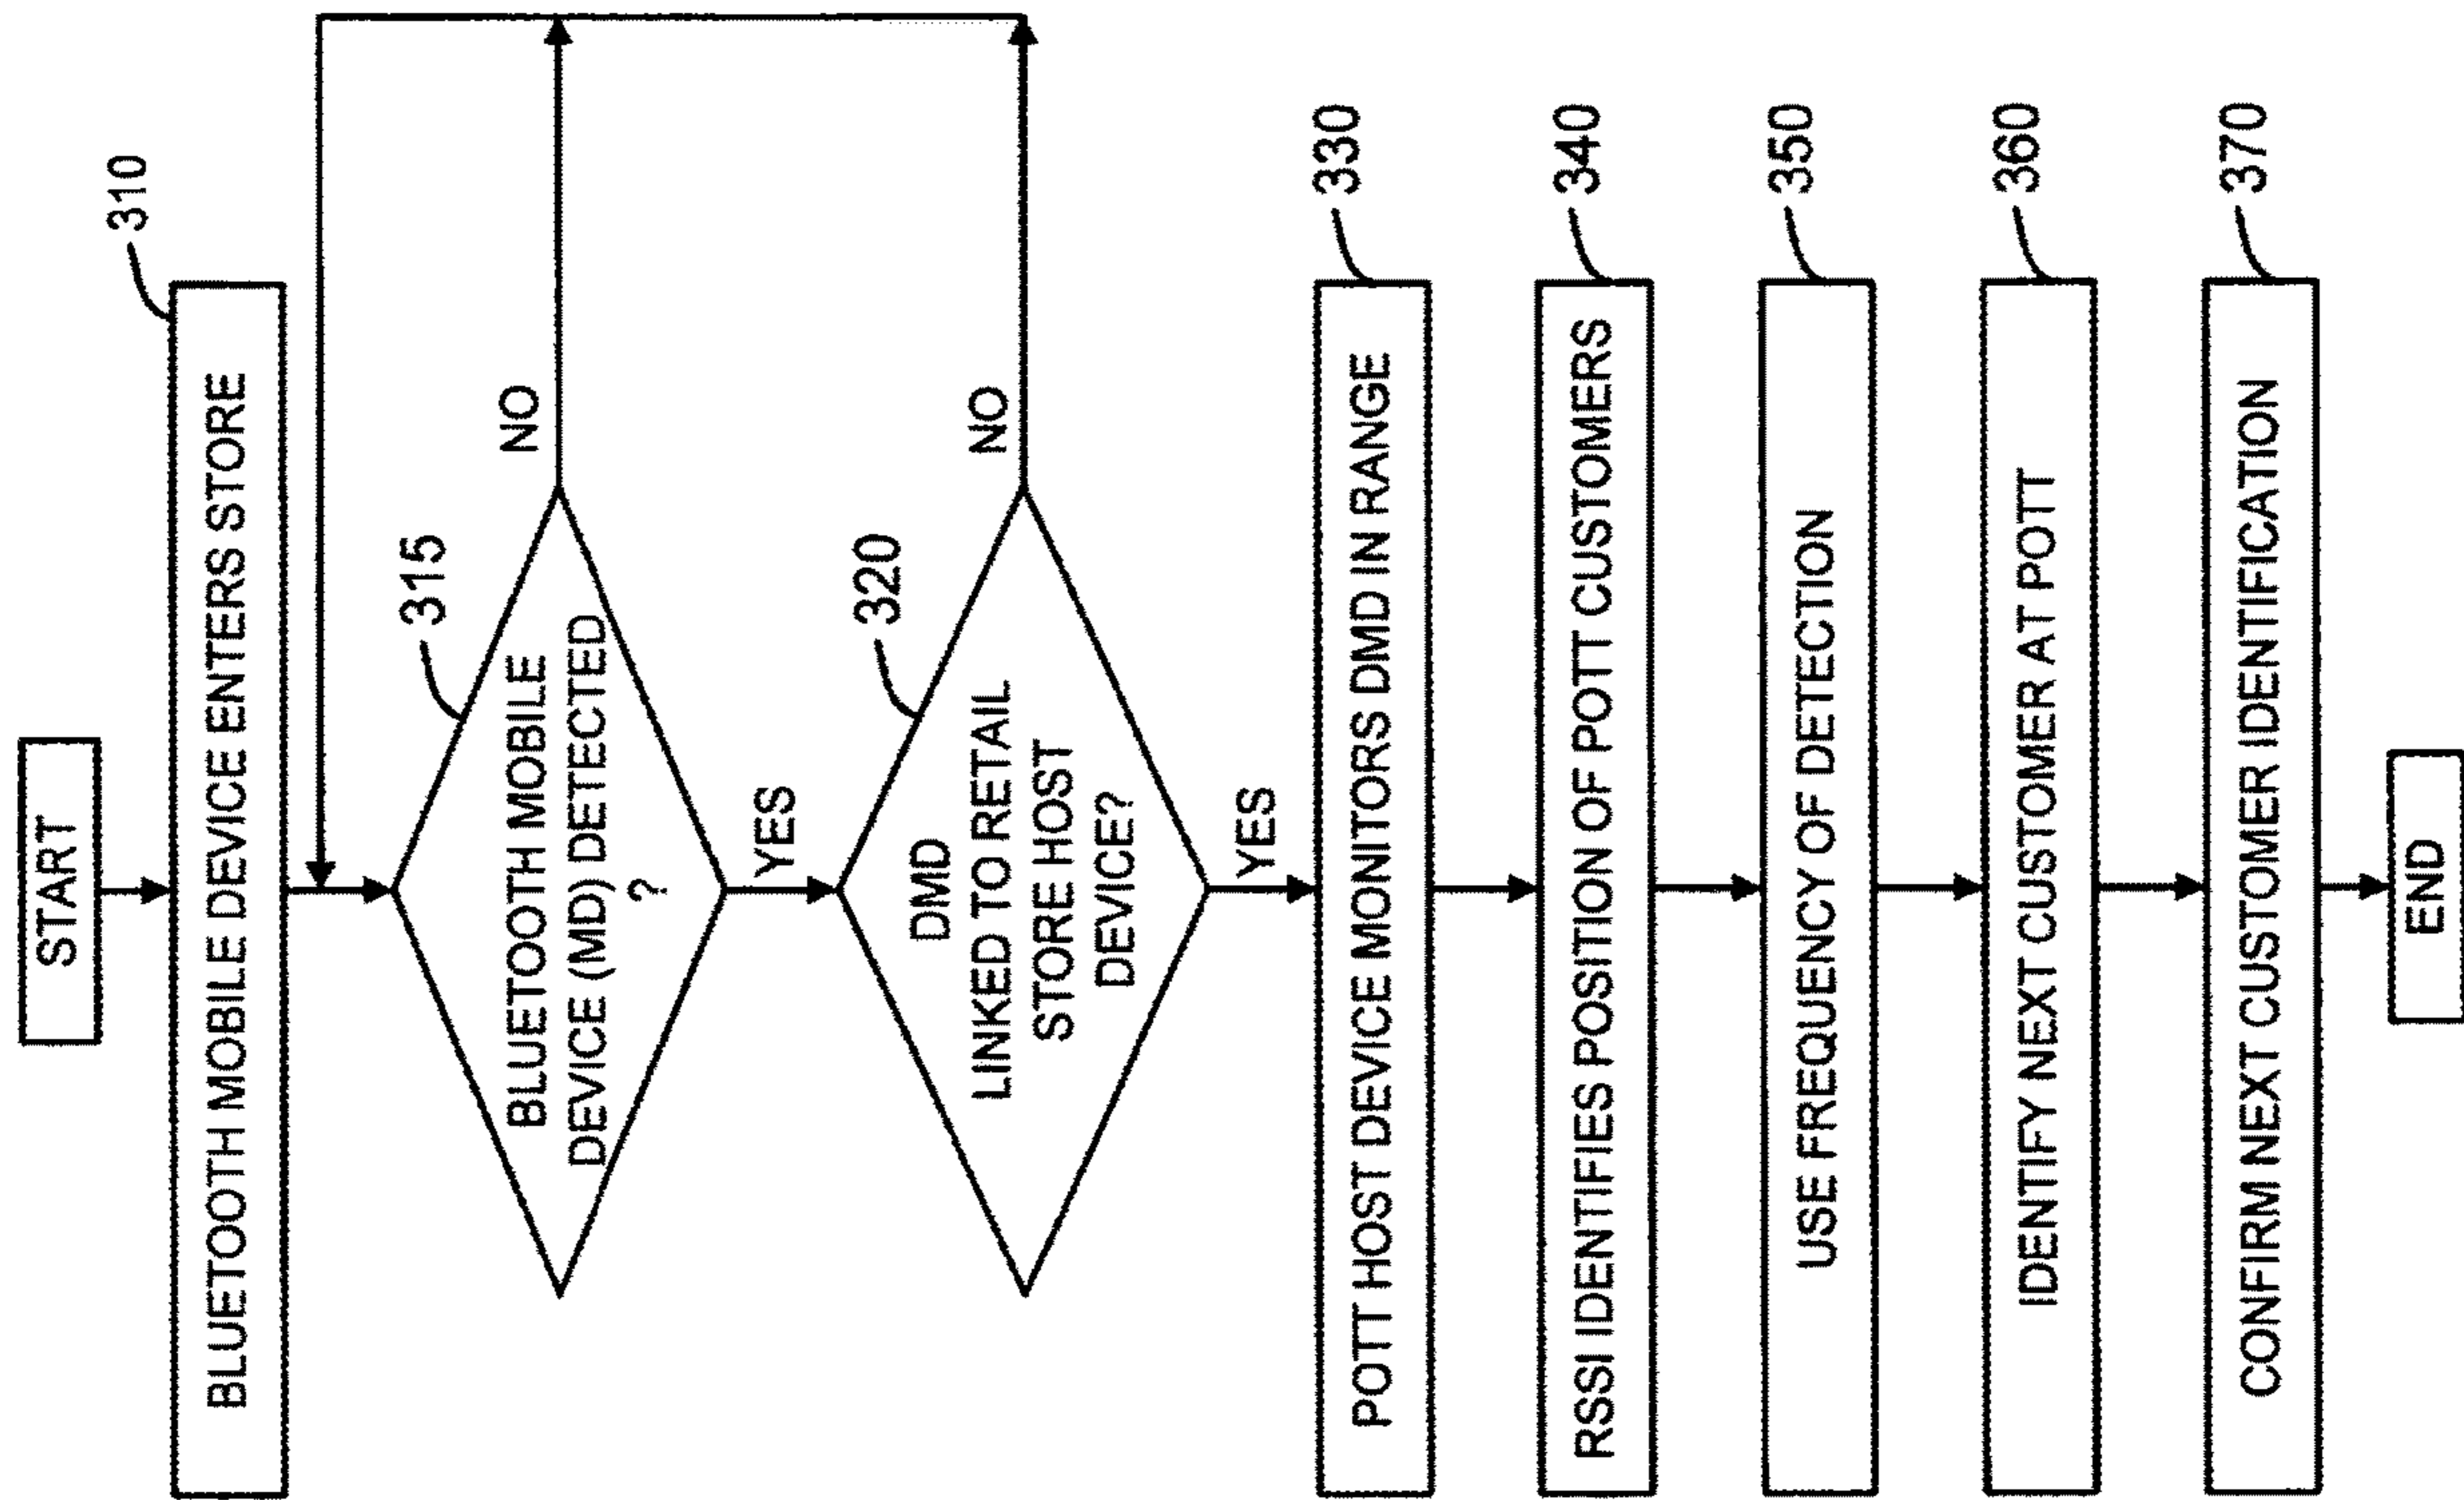 START
310
BLUETOOTH MOBILE DEVICE ENTERS STORE
315
BLUETOOTH MOBILE
DEVICE (MD) DETECTED
?
NO
YES
320
DMD
LINKED TO RETAIL
STORE HOST
DEVICE?
NO
YES
330
POTT HOST DEVICE MONITORS DMD IN RANGE
340
RSSI IDENTIFIES POSITION OF POTT CUSTOMERS
350
USE FREQUENCY OF DETECTION
360
IDENTIFY NEXT CUSTOMER AT POTT
370
CONFIRM NEXT CUSTOMER IDENTIFICATION
END